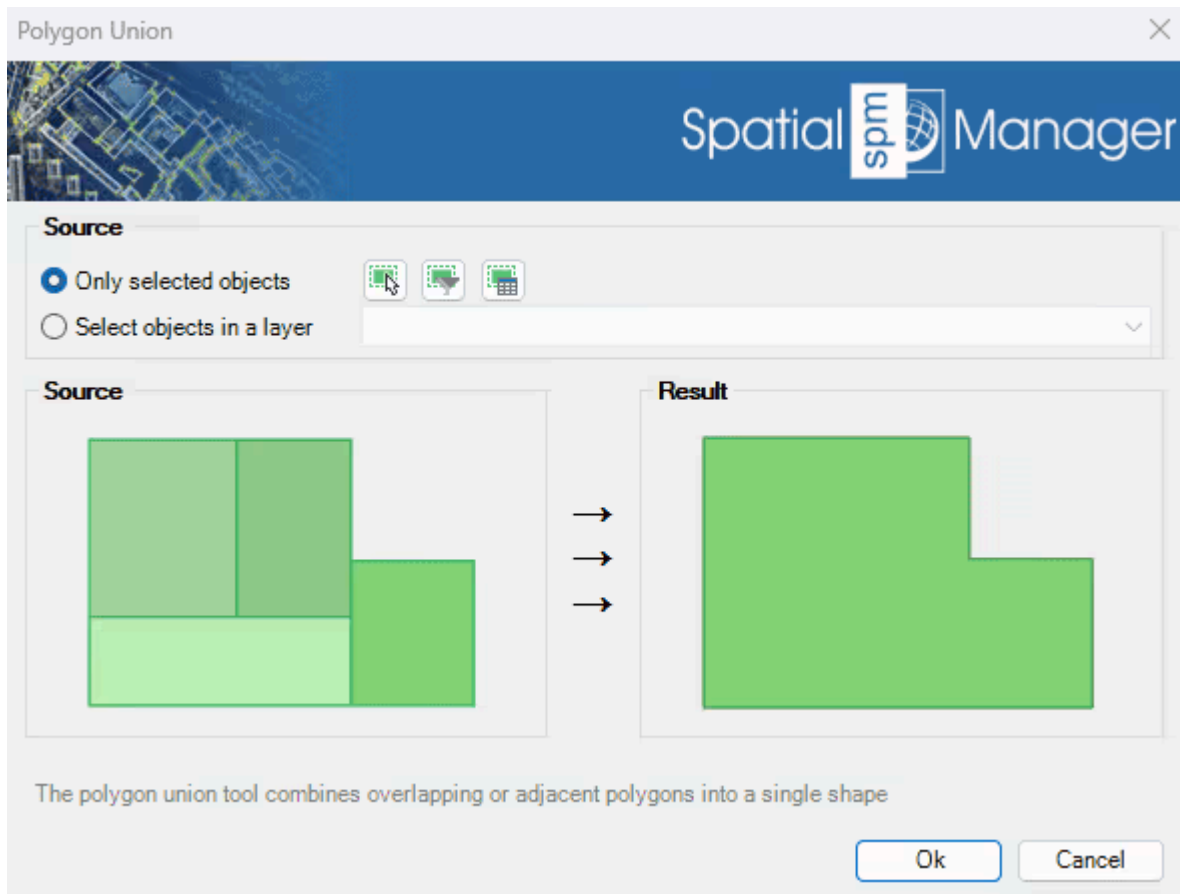 Polygon Union
Spatial spm Manager
Source
Only selected objects
Select objects in a layer
Source
Result
The polygon union tool combines overlapping or adjacent polygons into a single shape
Ok
Cancel